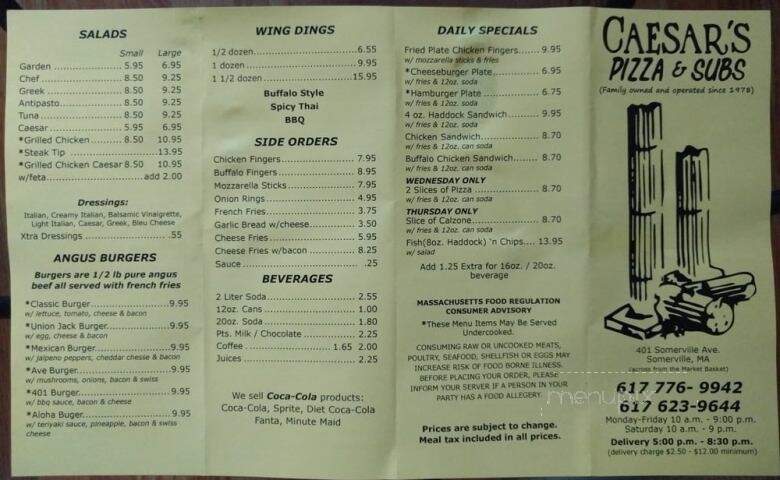 SALADS
Small Large
Garden 5.95 6.95
Chef 8.50 9.25
Greek 8.50 9.25
Antipasto 8.50 9.25
Tuna 8.50 9.25
Caesar 5.95 6.95
*Grilled Chicken 8.50 10.95
*Steak Tip 13.95
*Grilled Chicken Caesar 8.50 10.95
w/feta add 2.00
Dressings:
Italian, Creamy Italian, Balsamic Vinaigrette,
Light Italian, Caesar, Greek, Bleu Cheese
Xtra Dressings .55
ANGUS BURGERS
Burgers are 1/2 lb pure angus
beef all served with french fries
*Classic Burger 9.95
w/ lettuce, tomato, cheese & bacon
*Union Jack Burger 9.95
w/ egg, cheese & bacon
*Mexican Burger 9.95
w/ jalpeno peppers, cheddar chesse & bacon
*Ave Burger 9.95
w/ mushrooms, onions, bacon & swiss
*401 Burger 9.95
w/ bbq sauce, bacon & cheese
*Aloha Buger 9.95
w/ teriyaki sauce, pineapple, bacon & swiss
cheese
WING DINGS
1/2 dozen 6.55
1 dozen 9.95
1 1/2 dozen 15.95
Buffalo Style
Spicy Thai
BBQ
SIDE ORDERS
Chicken Fingers 7.95
Buffalo Fingers 8.95
Mozzarella Sticks 7.95
Onion Rings 4.95
French Fries 3.75
Garlic Bread w/cheese 3.50
Cheese Fries 5.95
Cheese Fries w/bacon 8.25
Sauce .25
BEVERAGES
2 Liter Soda 2.55
12oz. Cans 1.00
20oz. Soda 1.80
Pts. Milk / Chocolate 2.25
Coffee 1.65 2.00
Juices 2.25
We sell Coca-Cola products:
Coca-Cola, Sprite, Diet Coca-Cola
Fanta, Minute Maid
DAILY SPECIALS
Fried Plate Chicken Fingers 9.95
w/ mozzarella sticks & fries
*Cheeseburger Plate 6.95
w/ fries & 12oz. soda
*Hamburger Plate 6.75
w/ fries & 12oz. soda
4 oz. Haddock Sandwich 9.95
w/ fries & 12oz. can soda
Chicken Sandwich 8.70
w/ fries & 12oz. can soda
Buffalo Chicken Sandwich 8.70
w/ fries & 12oz. can soda
WEDNESDAY ONLY
2 Slices of Pizza 8.70
w/ fries & 12oz. can soda
THURSDAY ONLY
Slice of Calzone 8.70
w/ fries & 12oz. can soda
Fish(8oz. Haddock) 'n Chips 13.95
w/ salad
Add 1.25 Extra for 16oz. / 20oz.
beverage
MASSACHUSETTS FOOD REGULATION
CONSUMER ADVISORY
*These Menu Items May Be Served
Undercooked.
CONSUMING RAW OR UNCOOKED MEATS,
POULTRY, SEAFOOD, SHELLFISH OR EGGS MAY
INCREASE RISK OF FOOD BORNE ILLNESS.
BEFORE PLACING YOUR ORDER, PLEASE
INFORM YOUR SERVER IF A PERSON IN YOUR
PARTY HAS A FOOD ALLEGERY.
Prices are subject to change.
Meal tax included in all prices.
CAESAR'S
PIZZA & SUBS
(Family owned and operated since 1978)
401 Somerville Ave.
Somerville, MA
(across from the Market Basket)
617 776-9942
617 623-9644
Monday-Friday 10 a.m. - 9:00 p.m.
Saturday 10 a.m. - 9 p.m.
Delivery 5:00 p.m. - 8:30 p.m.
(delivery charge $2.50 - $12.00 minimum)
menupix